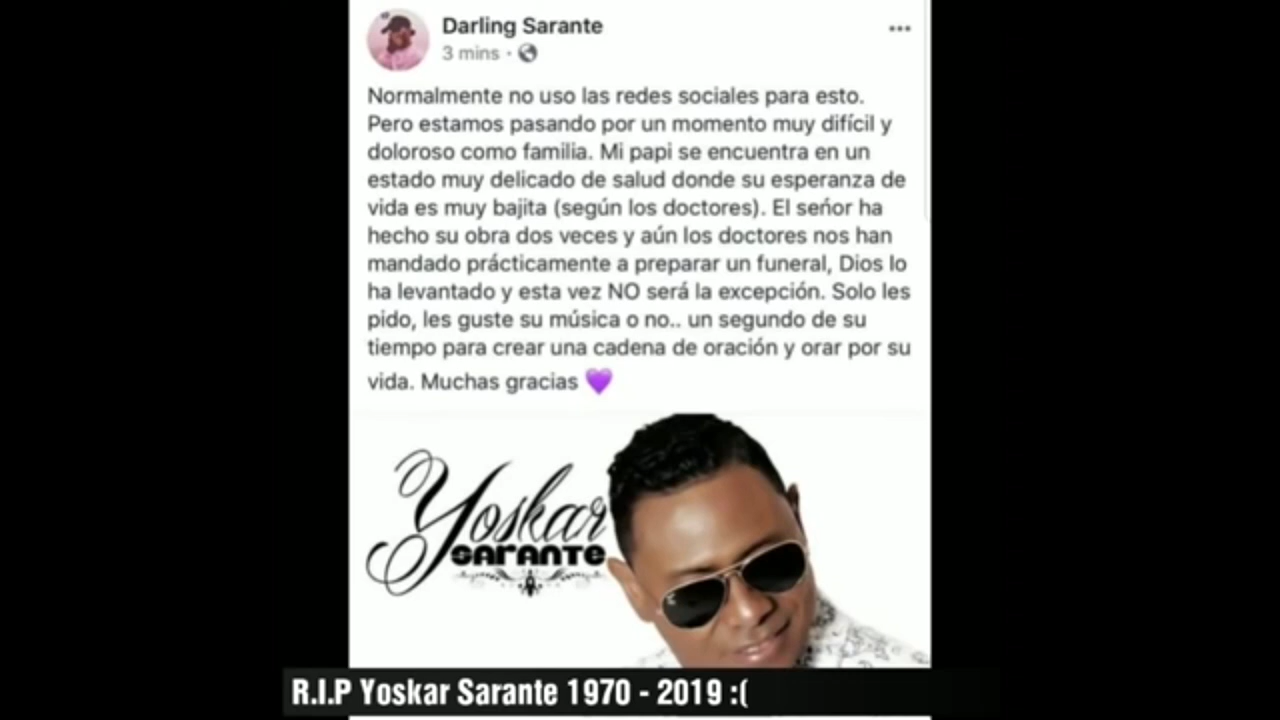 Darling Sarante
3 mins ·
Normalmente no uso las redes sociales para esto.
Pero estamos pasando por un momento muy difícil y
doloroso como familia. Mi papi se encuentra en un
estado muy delicado de salud donde su esperanza de
vida es muy bajita (según los doctores). El seńor ha
hecho su obra dos veces y aún los doctores nos han
mandado prácticamente a preparar un funeral, Dios lo
ha levantado y esta vez NO será la excepción. Solo les
pido, les guste su música o no.. un segundo de su
tiempo para crear una cadena de oración y orar por su
vida. Muchas gracias 💜
Yoskar
SARANTE
R.I.P Yoskar Sarante 1970 - 2019 :(